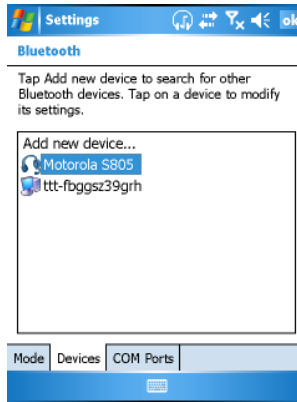 Settings
ok
Bluetooth
Tap Add new device to search for other
Bluetooth devices. Tap on a device to modify
its settings.
Add new device...
Motorola S805
ttt-fbggsz39grh
Mode Devices COM Ports